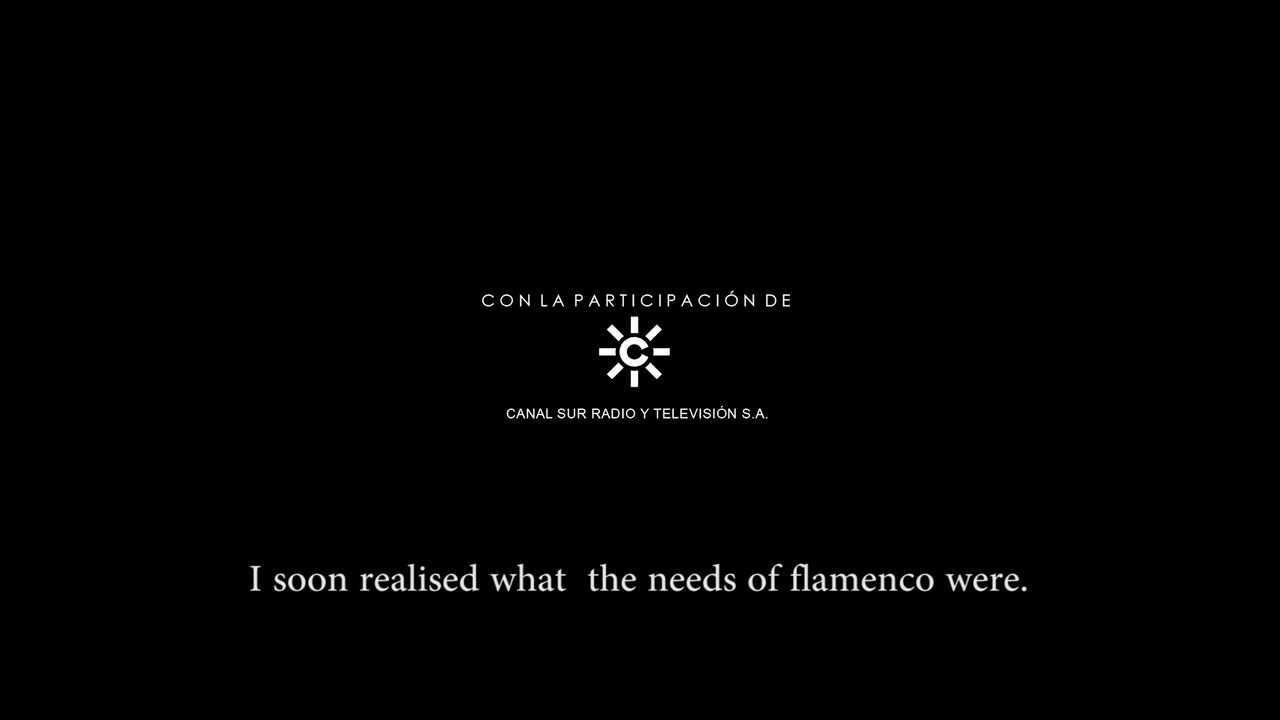 CON LA PARTICIPACIÓN DE
C
CANAL SUR RADIO Y TELEVISIÓN S.A.
I soon realised what  the needs of flamenco were.